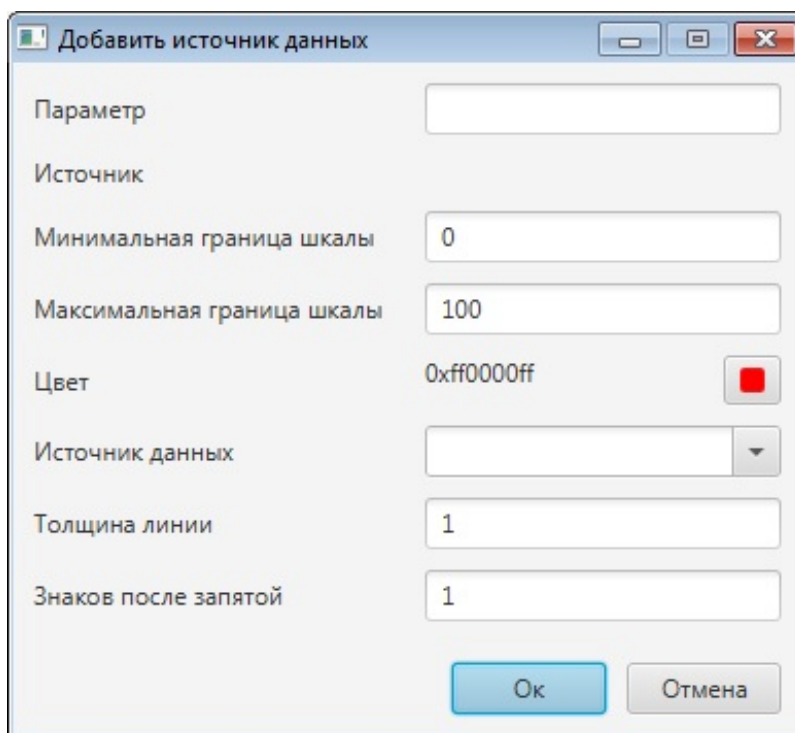 Добавить источник данных
Параметр
Источник
Минимальная граница шкалы 0
Максимальная граница шкалы 100
Цвет 0xff0000ff
Источник данных
Толщина линии 1
Знаков после запятой 1
Ок Отмена